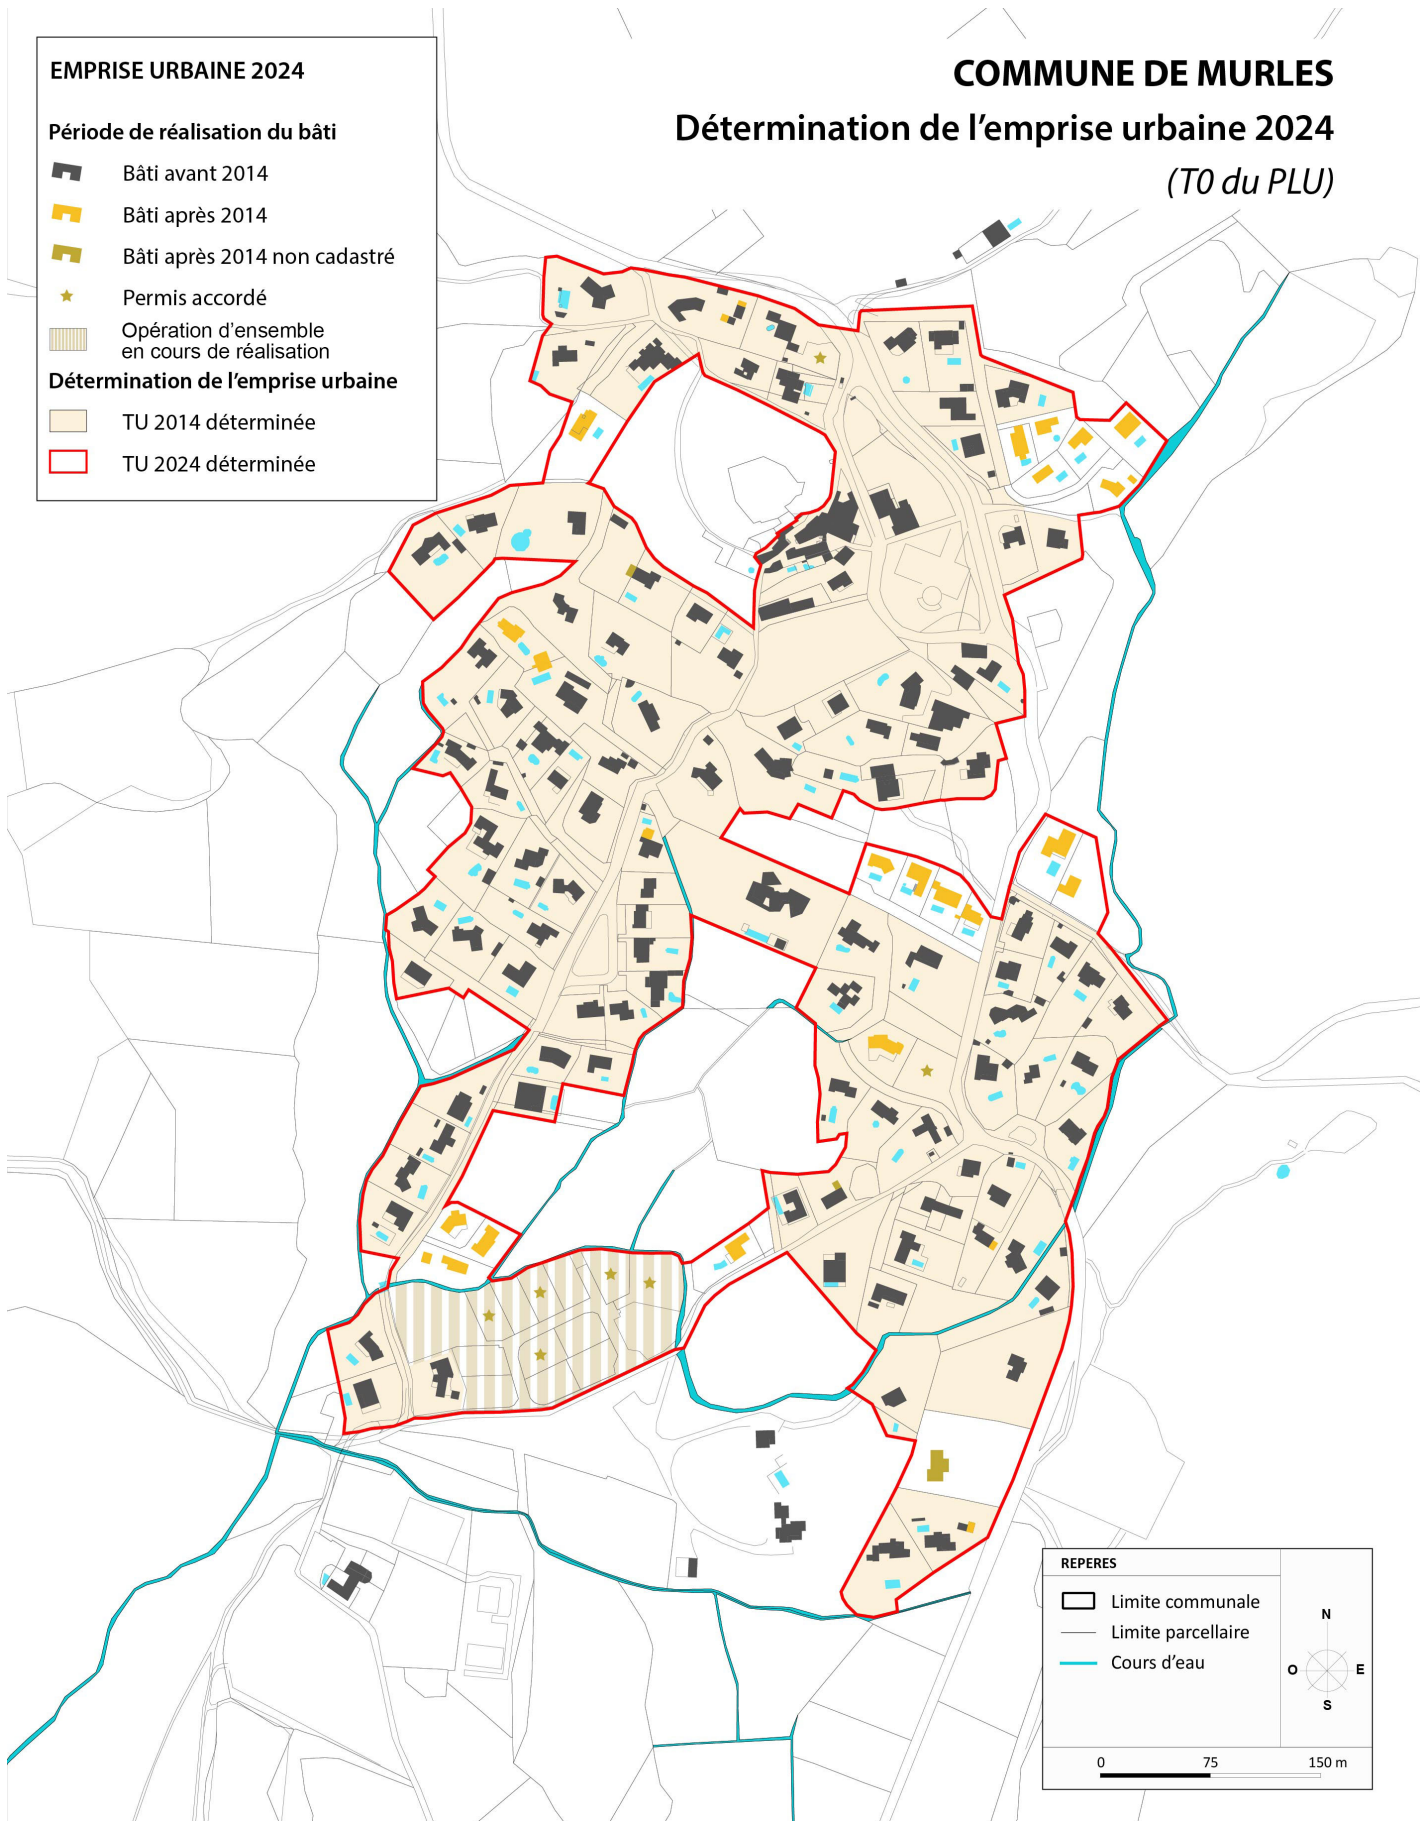 EMPRISE URBAINE 2024
Période de réalisation du bâti
Bâti avant 2014
Bâti après 2014
Bâti après 2014 non cadastré
Permis accordé
Opération d’ensemble
en cours de réalisation
Détermination de l’emprise urbaine
TU 2014 déterminée
TU 2024 déterminée
COMMUNE DE MURLES
Détermination de l’emprise urbaine 2024
(T0 du PLU)
REPERES
Limite communale
Limite parcellaire
Cours d’eau
N
O E
S
0 75 150 m